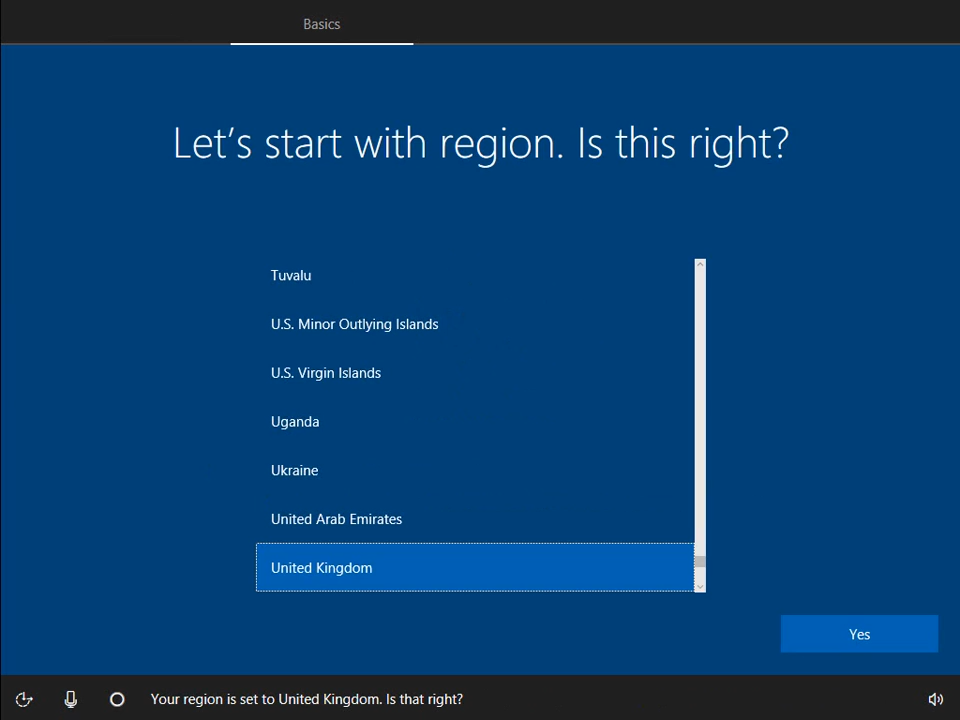 Basics
Let's start with region. Is this right?
Tuvalu
U.S. Minor Outlying Islands
U.S. Virgin Islands
Uganda
Ukraine
United Arab Emirates
United Kingdom
Yes
Your region is set to United Kingdom. Is that right?